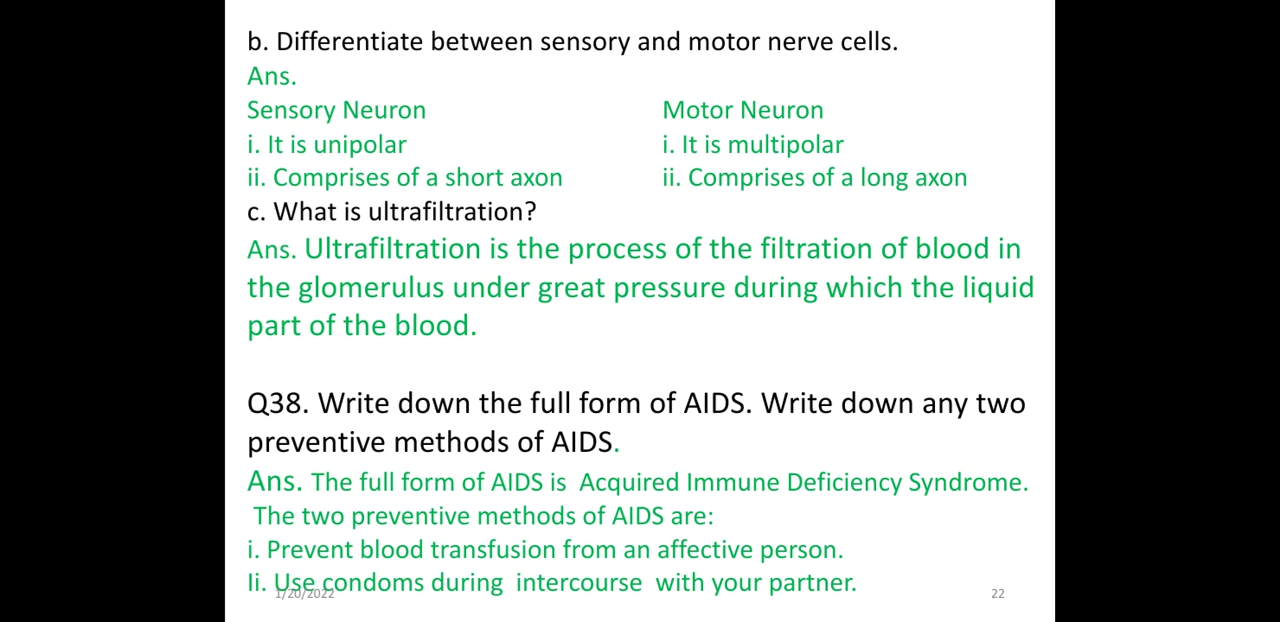 b. Differentiate between sensory and motor nerve cells.
Ans.
Sensory Neuron Motor Neuron
i. It is unipolar i. It is multipolar
ii. Comprises of a short axon ii. Comprises of a long axon
c. What is ultrafiltration?
Ans. Ultrafiltration is the process of the filtration of blood in
the glomerulus under great pressure during which the liquid
part of the blood.
Q38. Write down the full form of AIDS. Write down any two
preventive methods of AIDS.
Ans. The full form of AIDS is Acquired Immune Deficiency Syndrome.
The two preventive methods of AIDS are:
i. Prevent blood transfusion from an affective person.
Ii. Use condoms during intercourse with your partner.
1/20/2022 22